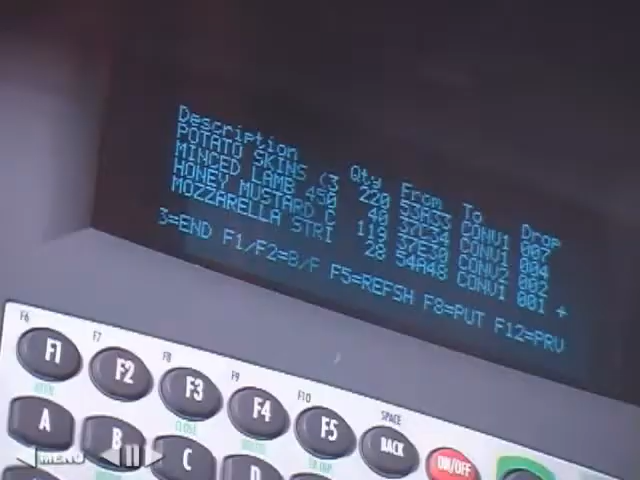 Description Qty From To Drop
POTATO SKINS (3 220 53A33 CONV1 007
MINCED LAMB 450 40 37C34 CONV1 004
HONEY MUSTARD C 119 37E30 CONV2 002
MOZZARELLA STRI 28 54A48 CONV1 001 +
3=END F1/F2=B/F F5=REFSH F8=PUT F12=PRV
F6 F7 F8 F9 F10 SPACE
F1 F2 F3 F4 F5 BACK ON/OFF
CLOSE
A B C D
MENU